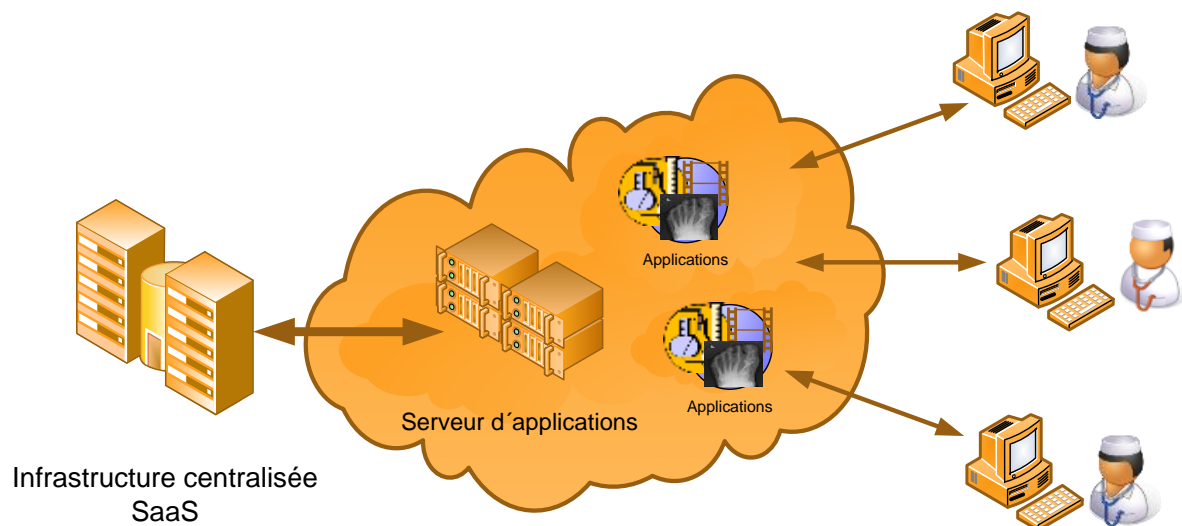 Applications
Applications
Serveur d´applications
Infrastructure centralisée
SaaS